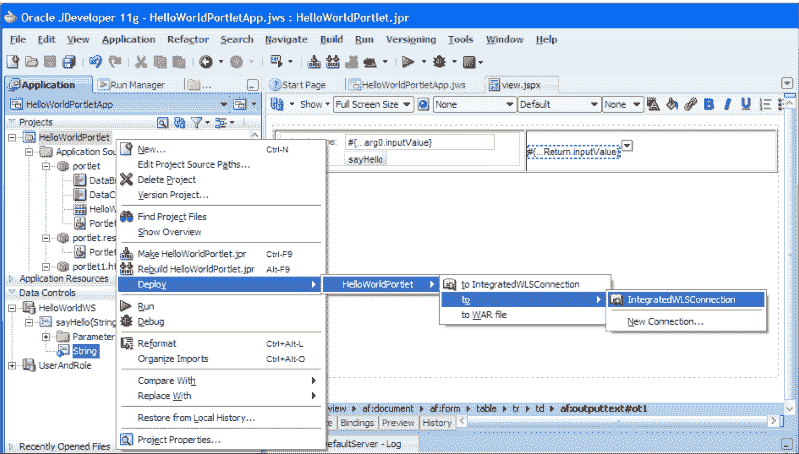 Oracle JDeveloper 11g - HelloWorldPortletApp.jws : HelloWorldPortlet.jpr
File Edit View Application Refactor Search Navigate Build Run Versioning Tools Window Help
Application Run Manager ...
Start Page HelloWorldPortletApp.jws view.jspx
HelloWorldPortletApp
Show Full Screen Size None Default None B I U
Projects
HelloWorldPortlet
Application Sou
portlet
DataBi
DataC
HelloW
Portlet
portlet.res
Portlet
portlet1.ht
Application Resources
Data Controls
HelloWorldWS
sayHello(String
Parameter
String
UserAndRole
Recently Opened Files
New... Ctrl-N
Edit Project Source Paths...
Delete Project
Version Project...
Find Project Files
Show Overview
Make HelloWorldPortlet.jpr Ctrl-F9
Rebuild HelloWorldPortlet.jpr Alt-F9
Deploy
Run
Debug
Reformat Ctrl+Alt-L
Organize Imports Ctrl+Alt-O
Compare With
Replace With
Restore from Local History...
Project Properties...
HelloWorldPortlet
to IntegratedWLSConnection
to
to WAR file
IntegratedWLSConnection
New Connection...
#{...arg0.inputValue}
sayHello
#{...Return.inputValue}
view af:document af:form table tr td af:outputtext#ot1
Bindings Preview History
DefaultServer - Log